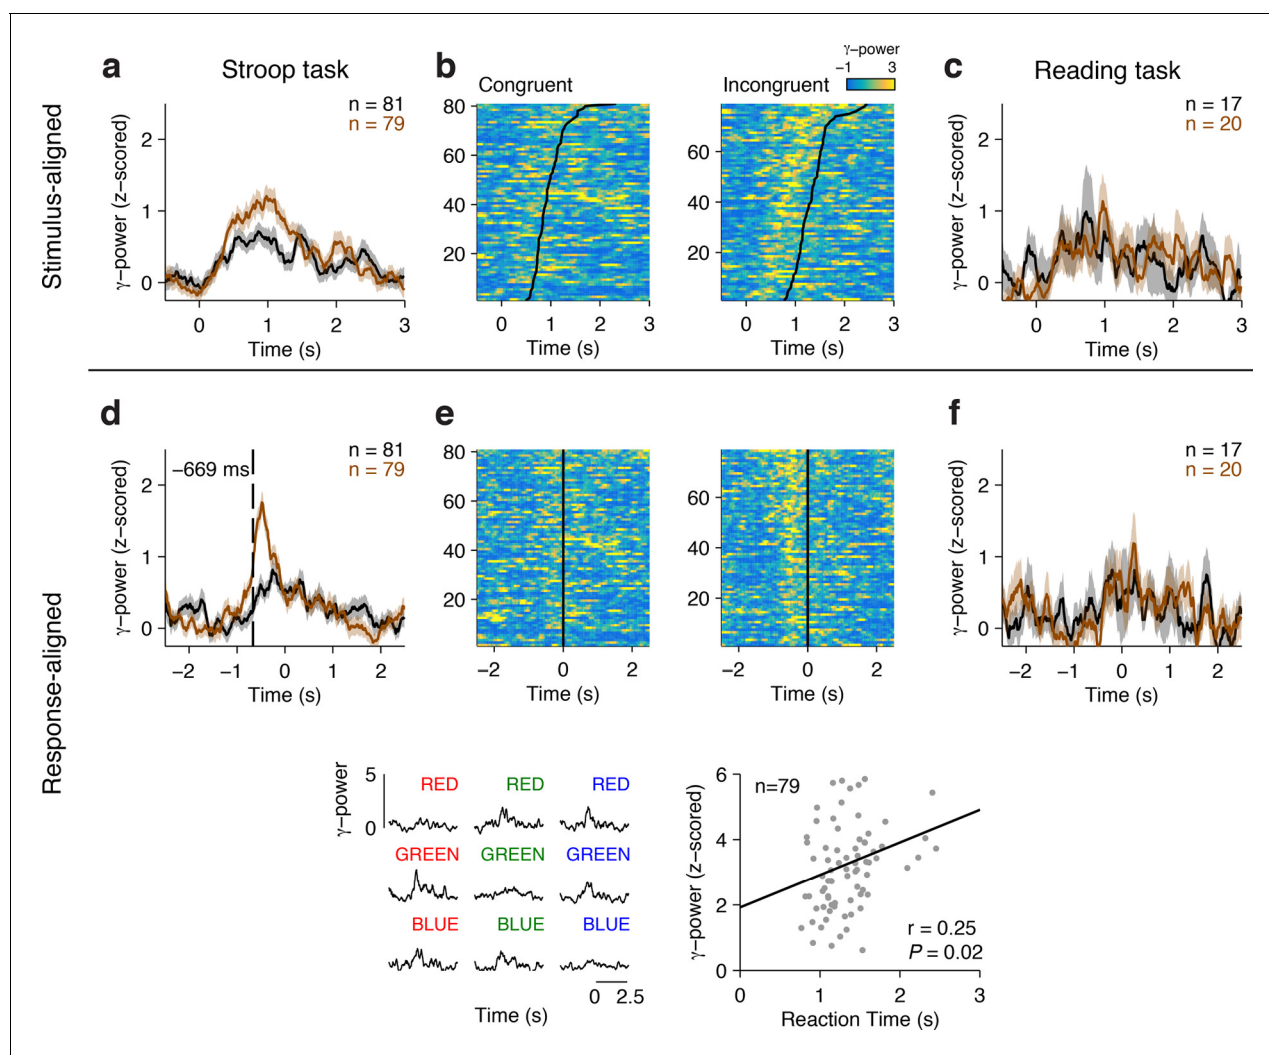 a
Stroop task
b
Congruent
Incongruent
γ−power
−1 3
c
Reading task
Stimulus-aligned
n = 81
n = 79
γ−power (z−scored)
2
1
0
0 1 2 3
Time (s)
80
60
40
20
0 1 2 3
Time (s)
60
40
20
0 1 2 3
Time (s)
n = 17
n = 20
γ−power (z−scored)
2
1
0
0 1 2 3
Time (s)
Response-aligned
d
−669 ms
n = 81
n = 79
γ−power (z−scored)
2
1
0
−2 −1 0 1 2
Time (s)
e
80
60
40
20
−2 0 2
Time (s)
60
40
20
−2 0 2
Time (s)
f
n = 17
n = 20
γ−power (z−scored)
2
1
0
−2 −1 0 1 2
Time (s)
γ−power
5
0
RED RED RED
GREEN GREEN GREEN
BLUE BLUE BLUE
0 2.5
Time (s)
γ−power (z−scored)
6
4
2
0
n=79
r = 0.25
P = 0.02
0 1 2 3
Reaction Time (s)